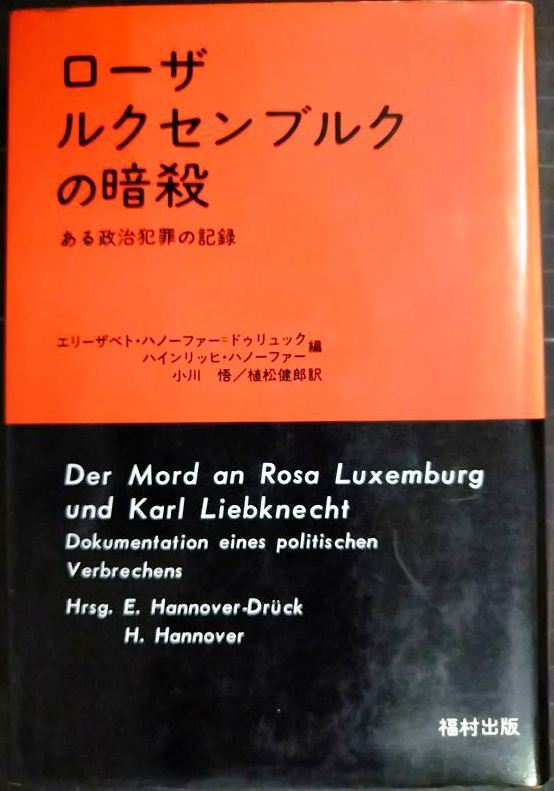 ローザ
ルクセンブルク
の暗殺
ある政治犯罪の記録
エリーザベト・ハノーファー=ドゥリュック
ハインリッヒ・ハノーファー 編
小川 悟/植松健郎訳
Der Mord an Rosa Luxemburg
und Karl Liebknecht
Dokumentation eines politischen
Verbrechens
Hrsg. E. Hannover-Drück
H. Hannover
福村出版